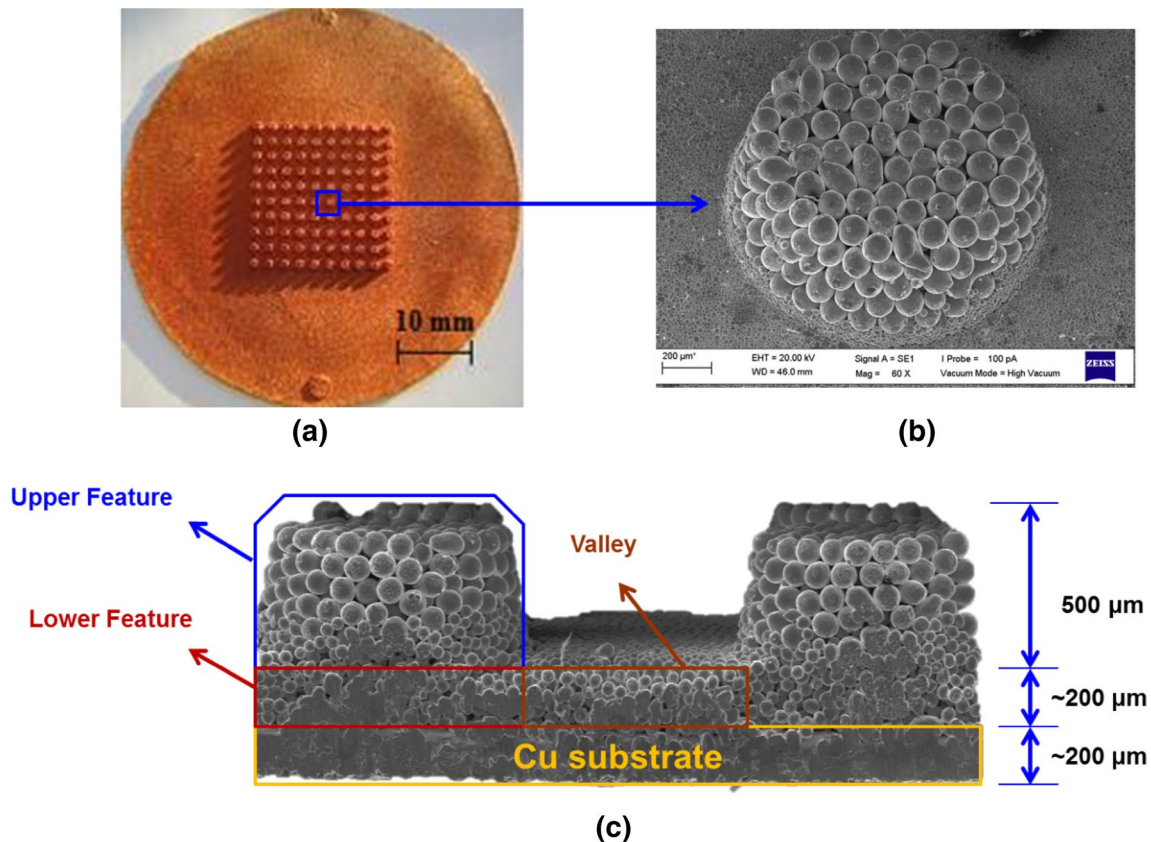 10 mm
(a)
200 µm*
EHT = 20.00 kV
WD = 46.0 mm
Signal A = SE1
Mag = 60 X
I Probe = 100 pA
Vacuum Mode = High Vacuum
ZEISS
(b)
Upper Feature
Lower Feature
Valley
500 µm
~200 µm
~200 µm
Cu substrate
(c)